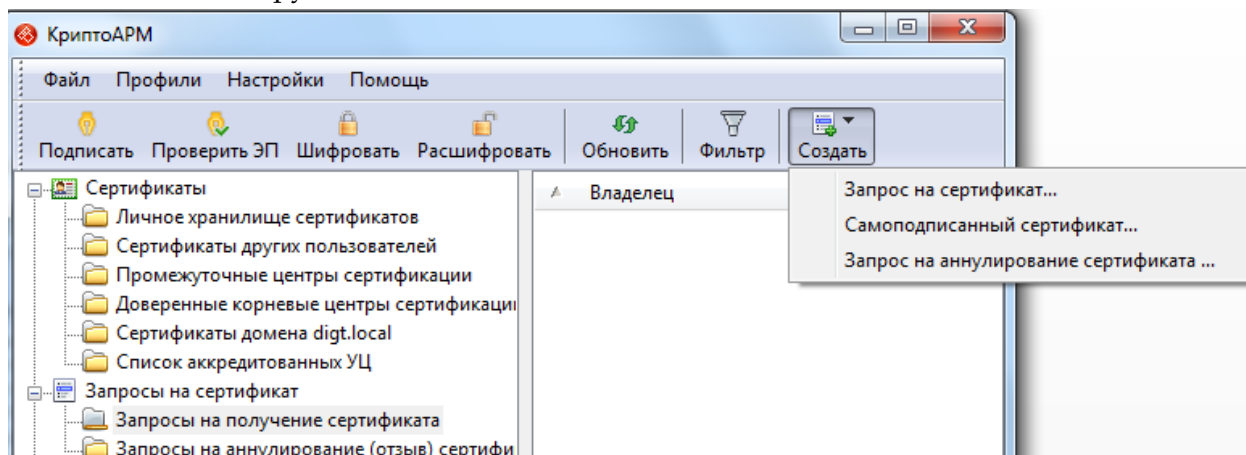 КриптоАРМ
Файл Профили Настройки Помощь
Подписать Проверить ЭП Шифровать Расшифровать Обновить Фильтр Создать
Сертификаты
Личное хранилище сертификатов
Сертификаты других пользователей
Промежуточные центры сертификации
Доверенные корневые центры сертификации
Сертификаты домена digt.local
Список аккредитованных УЦ
Запросы на сертификат
Запросы на получение сертификата
Запросы на аннулирование (отзыв) сертифи
Владелец
Запрос на сертификат...
Самоподписанный сертификат...
Запрос на аннулирование сертификата ...